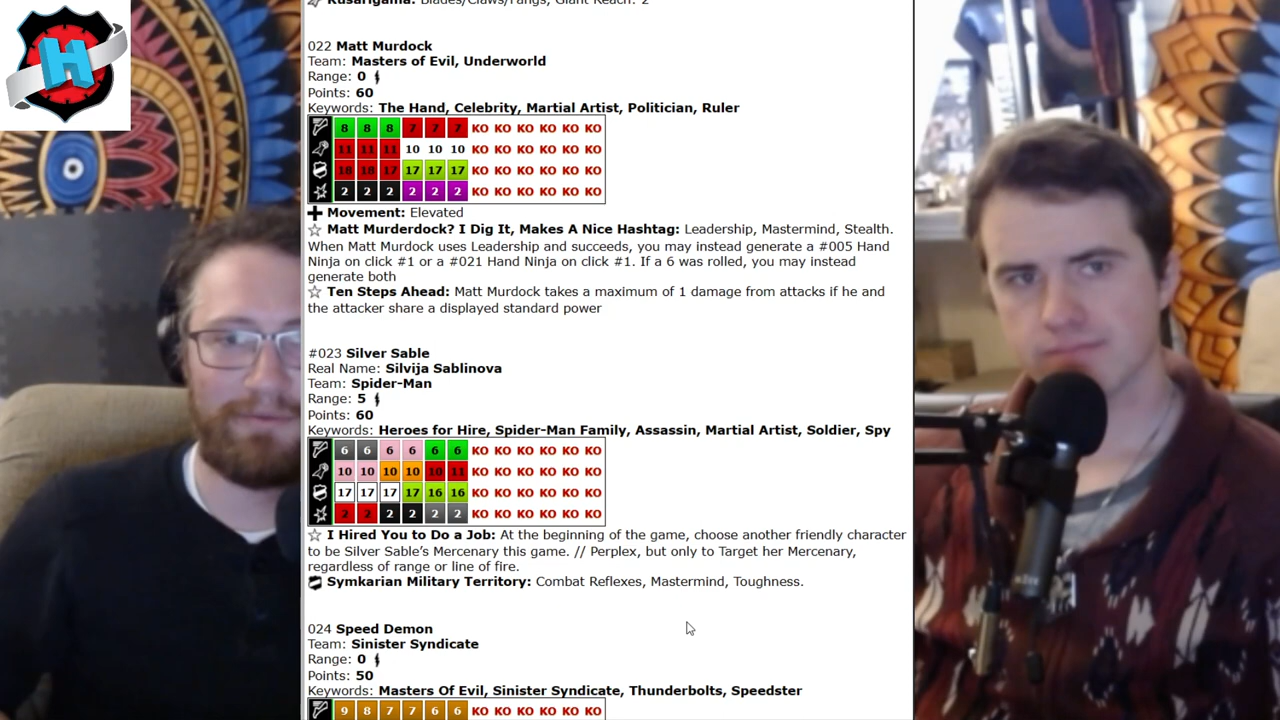 H
Kusarigama: Blades/Claws/Fangs, Giant Reach: 2
022 Matt Murdock
Team: Masters of Evil, Underworld
Range: 0
Points: 60
Keywords: The Hand, Celebrity, Martial Artist, Politician, Ruler
8 8 8 7 7 7 KO KO KO KO KO KO
11 11 11 10 10 10 KO KO KO KO KO KO
18 18 17 17 17 17 KO KO KO KO KO KO
2 2 2 2 2 2 KO KO KO KO KO KO
Movement: Elevated
Matt Murderdock? I Dig It, Makes A Nice Hashtag: Leadership, Mastermind, Stealth.
When Matt Murdock uses Leadership and succeeds, you may instead generate a #005 Hand
Ninja on click #1 or a #021 Hand Ninja on click #1. If a 6 was rolled, you may instead
generate both
Ten Steps Ahead: Matt Murdock takes a maximum of 1 damage from attacks if he and
the attacker share a displayed standard power
#023 Silver Sable
Real Name: Silvija Sablinova
Team: Spider-Man
Range: 5
Points: 60
Keywords: Heroes for Hire, Spider-Man Family, Assassin, Martial Artist, Soldier, Spy
6 6 6 6 6 6 KO KO KO KO KO KO
10 10 10 10 10 11 KO KO KO KO KO KO
17 17 17 17 16 16 KO KO KO KO KO KO
2 2 2 2 2 2 KO KO KO KO KO KO
I Hired You to Do a Job: At the beginning of the game, choose another friendly character
to be Silver Sable's Mercenary this game. // Perplex, but only to Target her Mercenary,
regardless of range or line of fire.
Symkarian Military Territory: Combat Reflexes, Mastermind, Toughness.
024 Speed Demon
Team: Sinister Syndicate
Range: 0
Points: 50
Keywords: Masters Of Evil, Sinister Syndicate, Thunderbolts, Speedster
9 8 7 7 6 6 KO KO KO KO KO KO